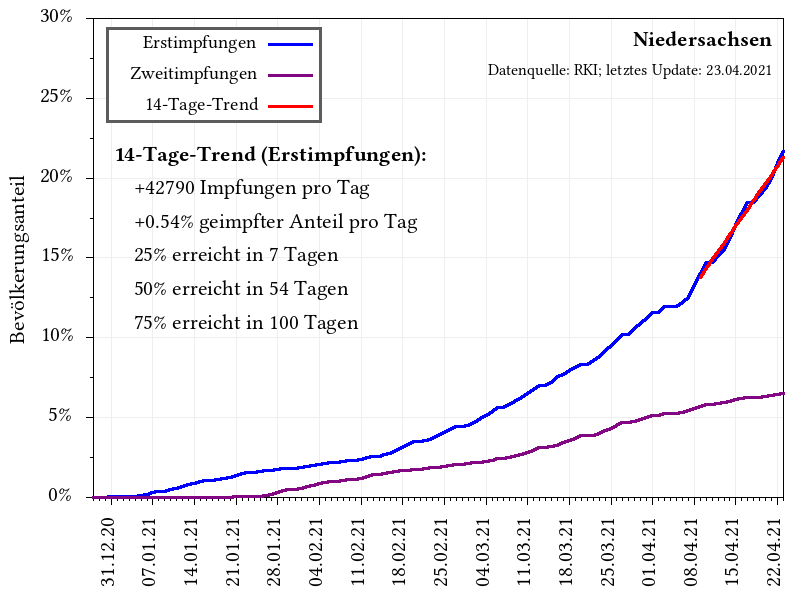 30%
25%
20%
15%
10%
5%
0%
Bevölkerungsanteil
Erstimpfungen
Zweitimpfungen
14-Tage-Trend
Niedersachsen
Datenquelle: RKI; letztes Update: 23.04.2021
14-Tage-Trend (Erstimpfungen):
+42790 Impfungen pro Tag
+0.54% geimpfter Anteil pro Tag
25% erreicht in 7 Tagen
50% erreicht in 54 Tagen
75% erreicht in 100 Tagen
31.12.20
07.01.21
14.01.21
21.01.21
28.01.21
04.02.21
11.02.21
18.02.21
25.02.21
04.03.21
11.03.21
18.03.21
25.03.21
01.04.21
08.04.21
15.04.21
22.04.21